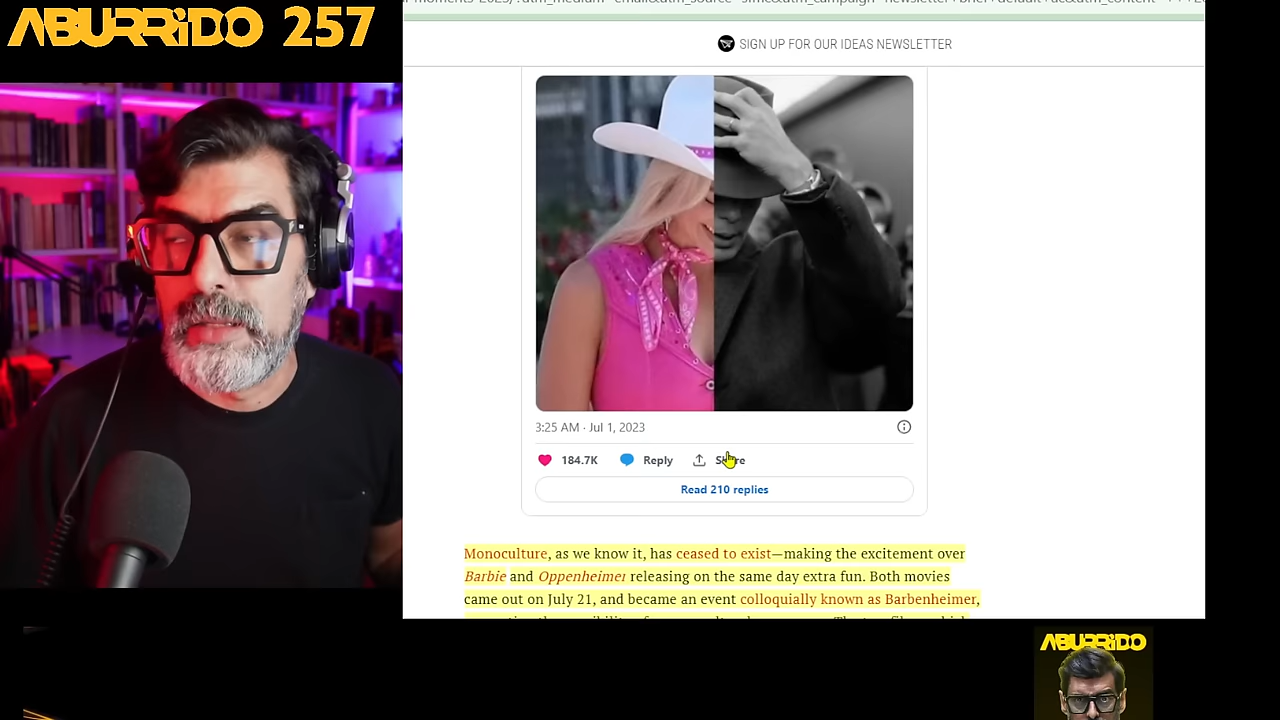 ABURRiDO 257
SIGN UP FOR OUR IDEAS NEWSLETTER
3:25 AM · Jul 1, 2023
184.7K Reply Share
Read 210 replies
Monoculture, as we know it, has ceased to exist—making the excitement over
Barbie and Oppenheimer releasing on the same day extra fun. Both movies
came out on July 21, and became an event colloquially known as Barbenheimer,
ABURRiDO